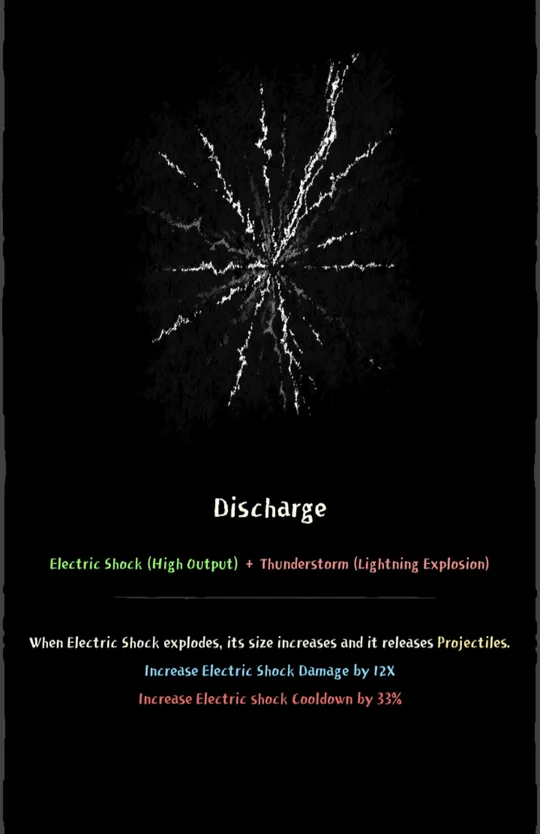 Discharge
Electric Shock (High Output) + Thunderstorm (Lightning Explosion)
When Electric Shock explodes, its size increases and it releases Projectiles.
Increase Electric Shock Damage by 12X
Increase Electric shock Cooldown by 33%